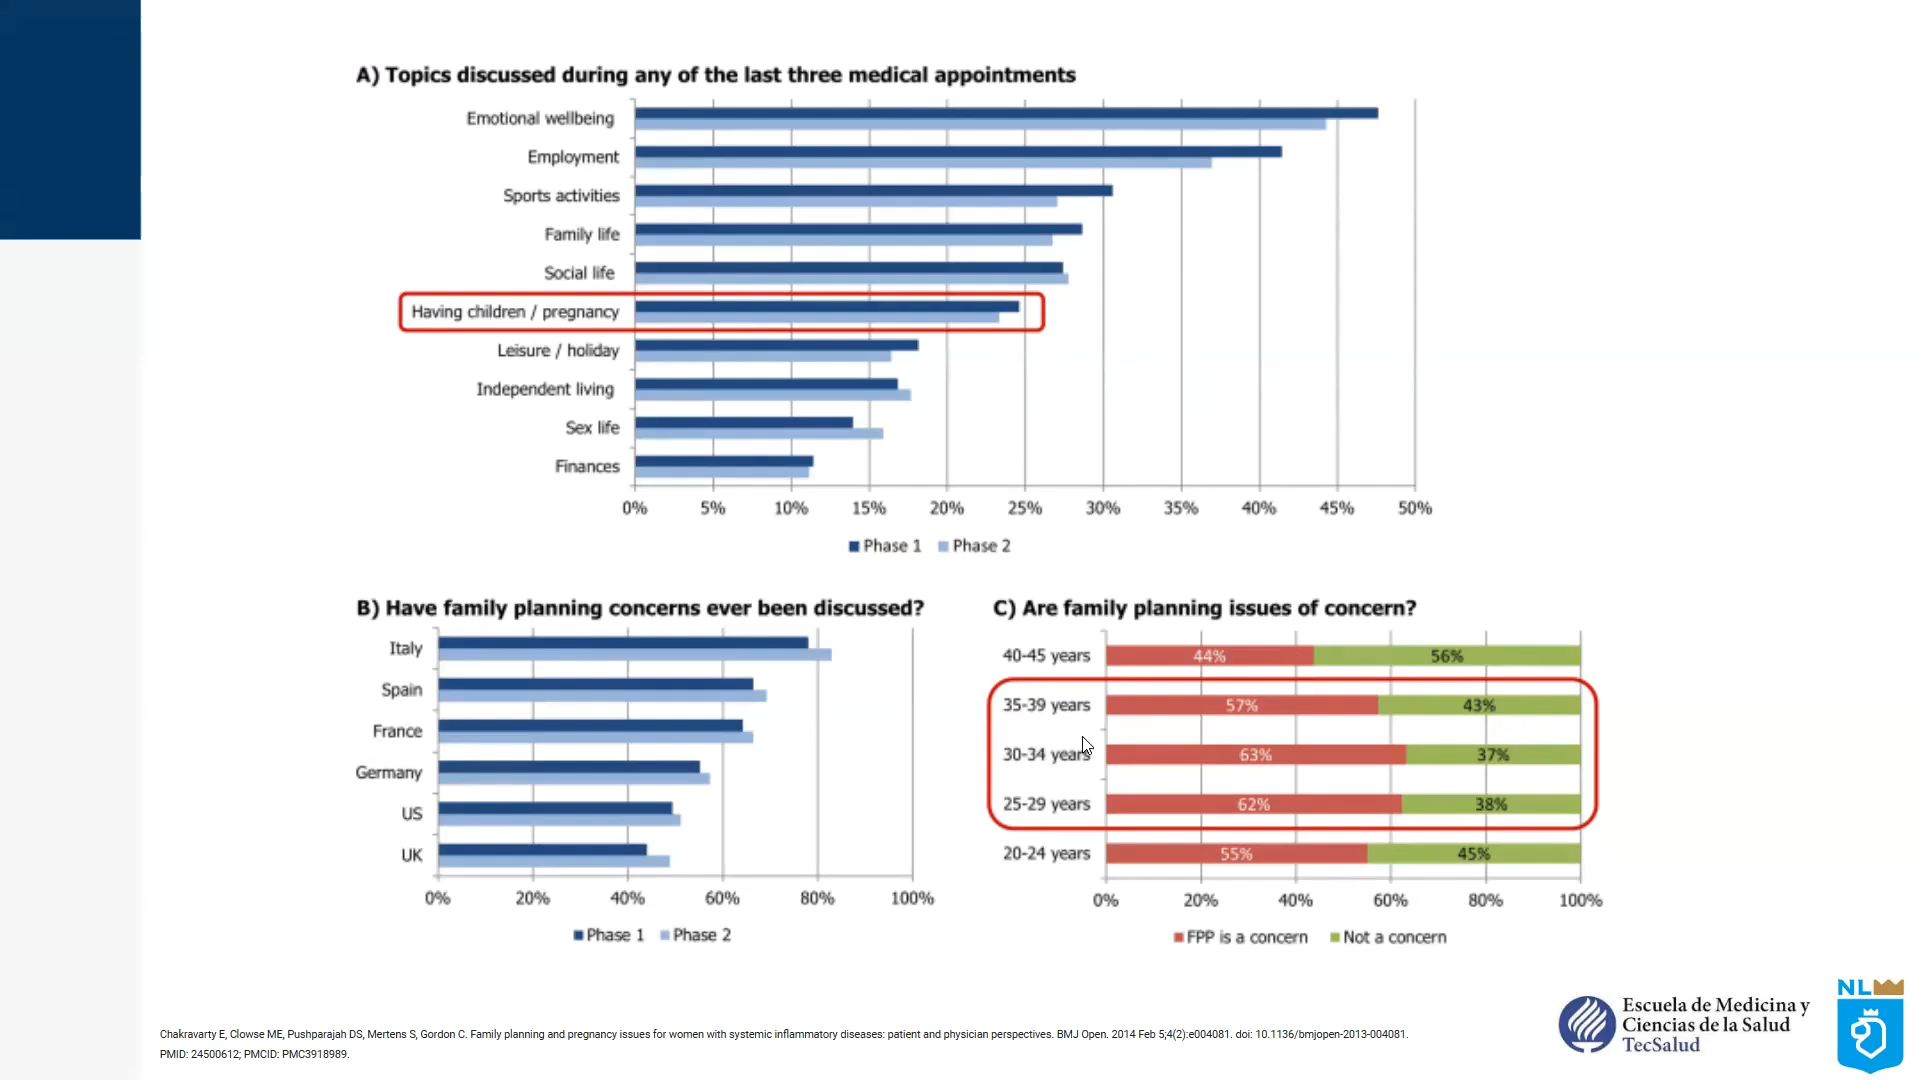 A) Topics discussed during any of the last three medical appointments
Emotional wellbeing
Employment
Sports activities
Family life
Social life
Having children / pregnancy
Leisure / holiday
Independent living
Sex life
Finances
0% 5% 10% 15% 20% 25% 30% 35% 40% 45% 50%
Phase 1 Phase 2
B) Have family planning concerns ever been discussed?
Italy
Spain
France
Germany
US
UK
0% 20% 40% 60% 80% 100%
Phase 1 Phase 2
C) Are family planning issues of concern?
40-45 years 44% 56%
35-39 years 57% 43%
30-34 years 63% 37%
25-29 years 62% 38%
20-24 years 55% 45%
0% 20% 40% 60% 80% 100%
FPP is a concern Not a concern
Chakravarty E, Clowse ME, Pushparajah DS, Mertens S, Gordon C. Family planning and pregnancy issues for women with systemic inflammatory diseases: patient and physician perspectives. BMJ Open. 2014 Feb 5;4(2):e004081. doi: 10.1136/bmjopen-2013-004081.
PMID: 24500612; PMCID: PMC3918989.
Escuela de Medicina y
Ciencias de la Salud
TecSalud
NL